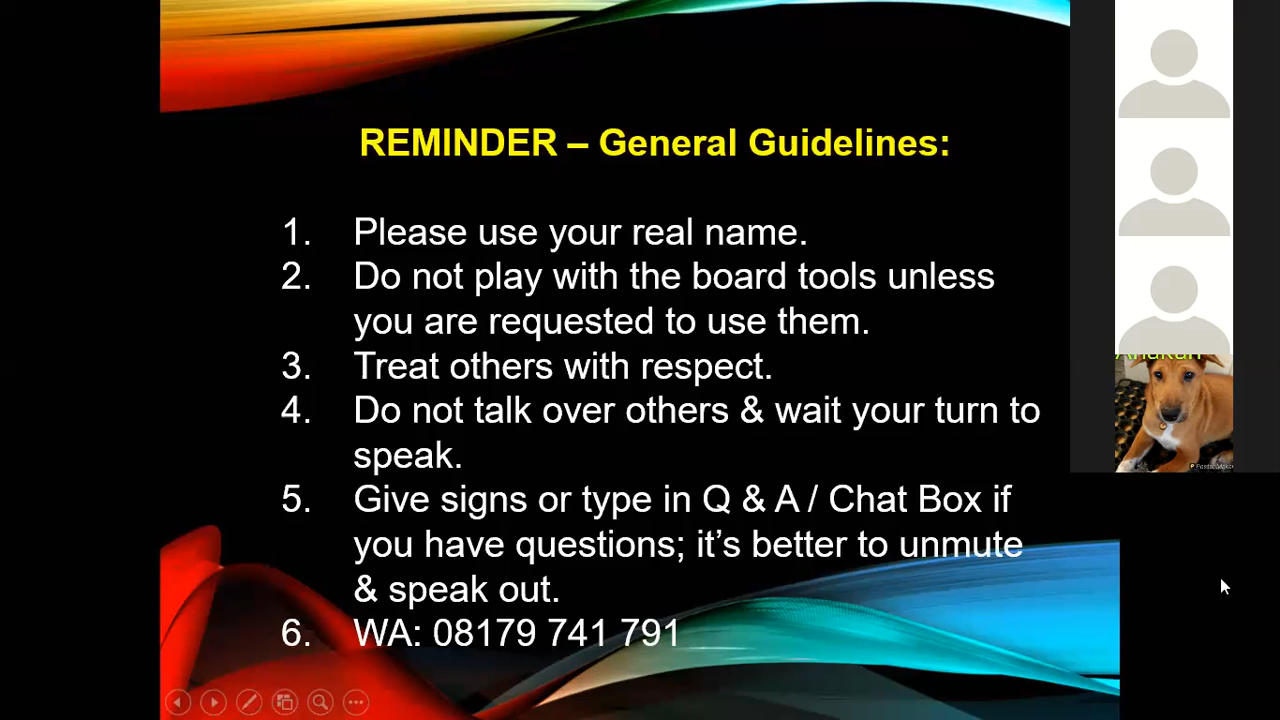 REMINDER – General Guidelines:
1. Please use your real name.
2. Do not play with the board tools unless
you are requested to use them.
3. Treat others with respect.
4. Do not talk over others & wait your turn to
speak.
5. Give signs or type in Q & A / Chat Box if
you have questions; it’s better to unmute
& speak out.
6. WA: 08179 741 791